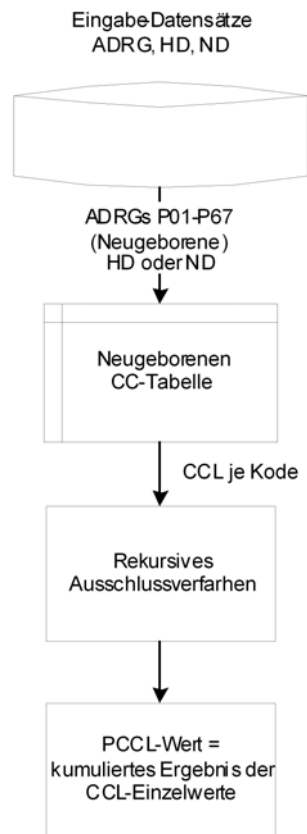 Eingabe-Datensätze
ADRG, HD, ND
ADRGs P01-P67
(Neugeborene)
HD oder ND
Neugeborenen
CC-Tabelle
CCL je Kode
Rekursives
Ausschlussverfarhen
PCCL-Wert =
kumuliertes Ergebnis der
CCL-Einzelwerte